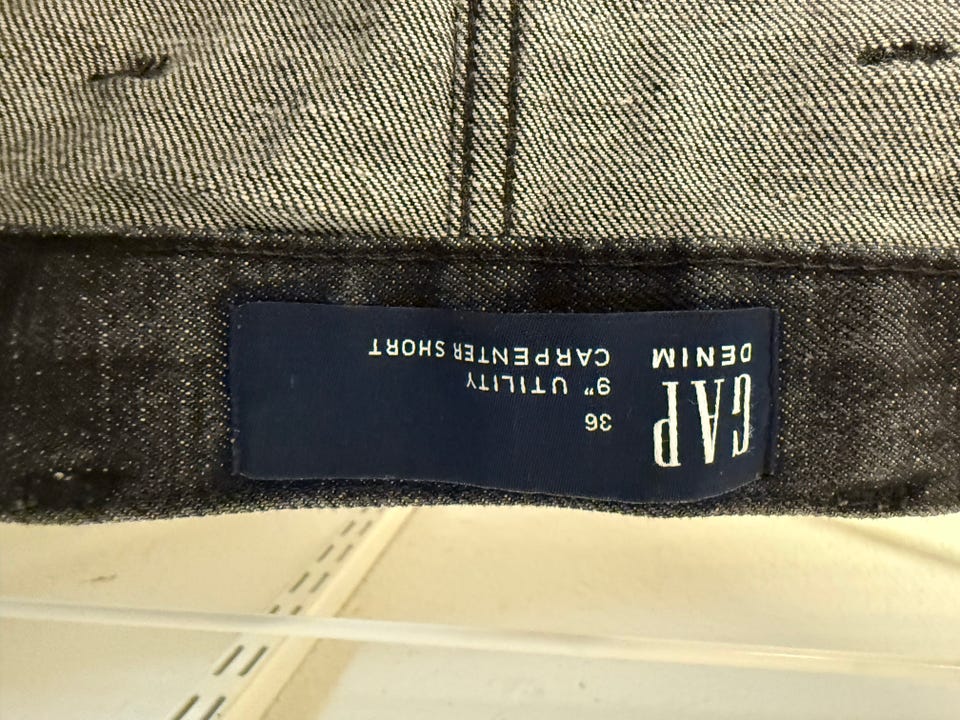 GAP
DENIM
36
9" UTILITY
CARPENTER SHORT